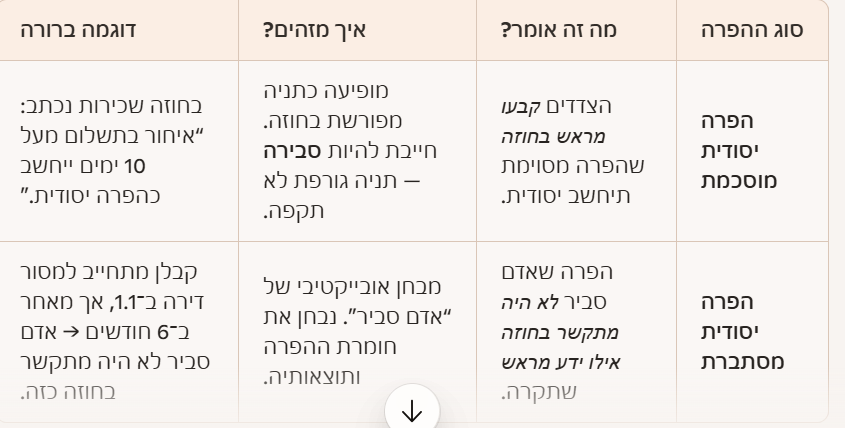 סוג ההפרה
מה זה אומר?
איך מזהים?
דוגמה ברורה
הפרה
יסודית
מוסכמת
הצדדים קבעו
מראש בחוזה
שהפרה מסוימת
תיחשב יסודית.
מופיעה כתניה
מפורשת בחוזה.
חייבת להיות סבירה
— תניה גורפת לא
תקפה.
בחוזה שכירות נכתב:
“איחור בתשלום מעל
10 ימים ייחשב
כהפרה יסודית.”
הפרה
יסודית
מסתברת
הפרה שאדם
סביר לא היה
מתקשר בחוזה
אילו ידע מראש
שתקרה.
מבחן אובייקטיבי של
“אדם סביר”. נבחן את
חומרת ההפרה
ותוצאותיה.
קבלן מתחייב למסור
דירה ב־1.1, אך מאחר
ב־6 חודשים → אדם
סביר לא היה מתקשר
בחוזה כזה.